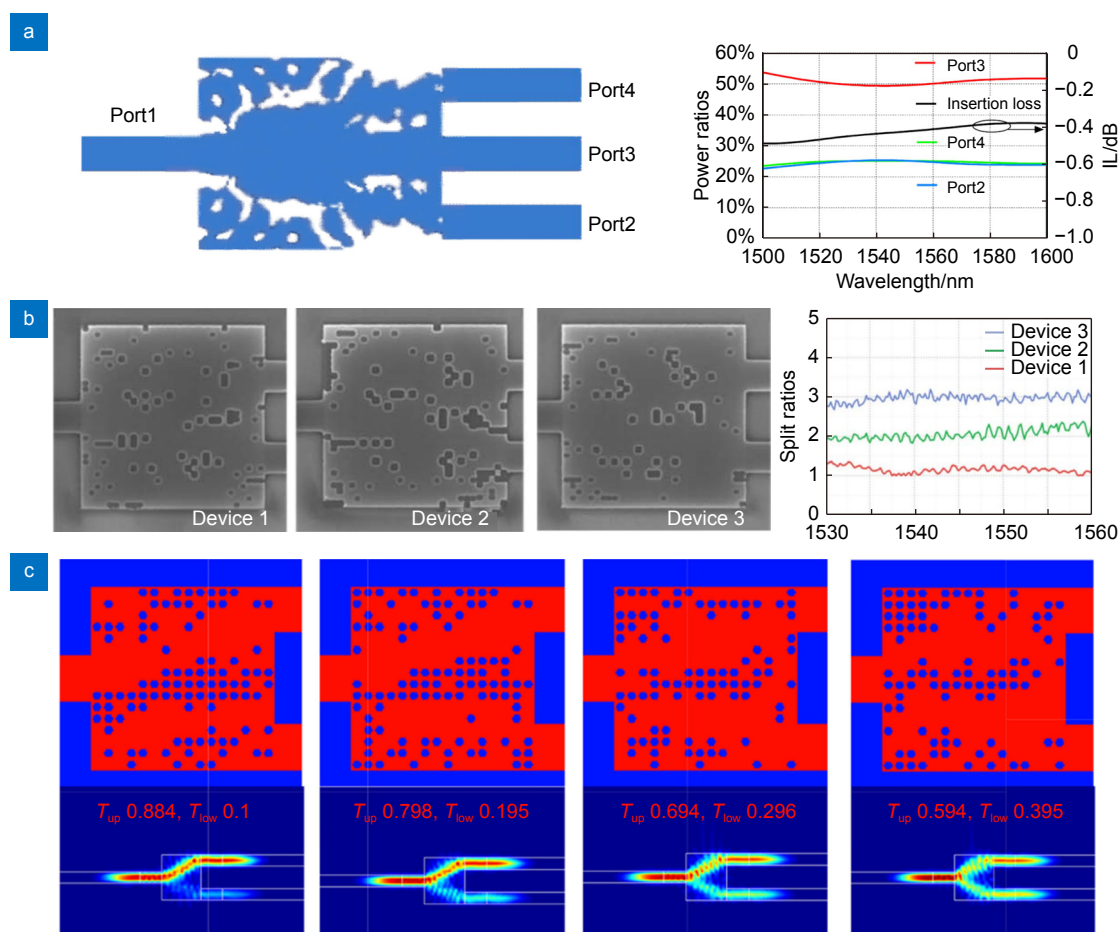 a
Port1
Port4
Port3
Port2
Power ratios
60%
50%
40%
30%
20%
10%
0%
Port3
Insertion loss
Port4
Port2
0
−0.2
−0.4
−0.6
−0.8
−1.0
IL/dB
1500 1520 1540 1560 1580 1600
Wavelength/nm
b
Device 1
Device 2
Device 3
Split ratios
5
4
3
2
1
0
Device 3
Device 2
Device 1
1530 1540 1550 1560
c
Tup 0.884, Tlow 0.1
Tup 0.798, Tlow 0.195
Tup 0.694, Tlow 0.296
Tup 0.594, Tlow 0.395